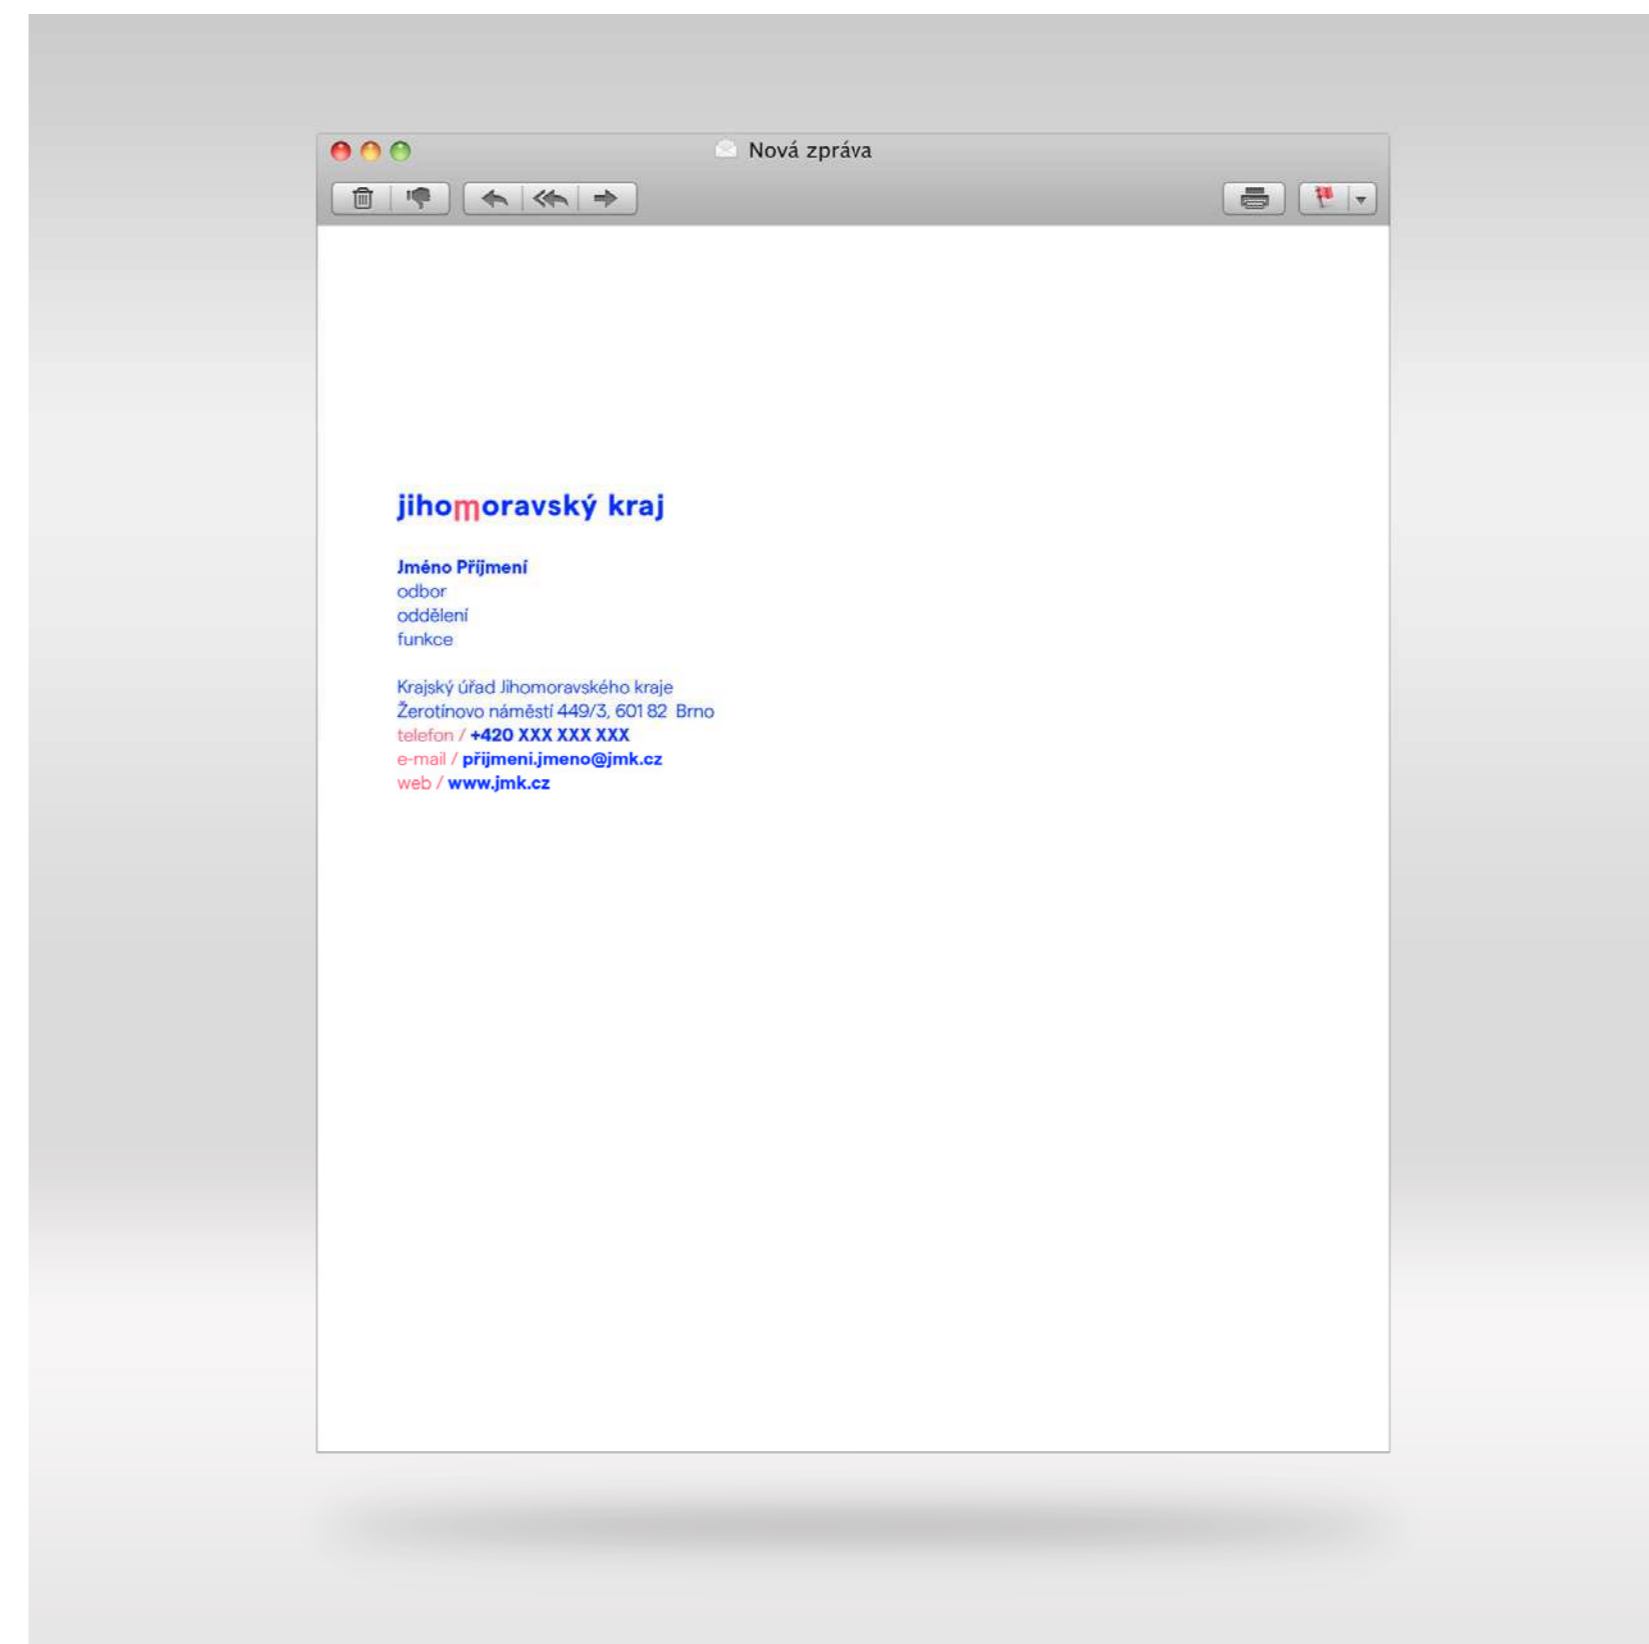 Nová zpráva
jihomoravský kraj
Jméno Příjmení
odbor
oddělení
funkce
Krajský úřad Jihomoravského kraje
Žerotínovo náměstí 449/3, 601 82  Brno
telefon / +420 XXX XXX XXX
e-mail / přijmeni.jmeno@jmk.cz
web / www.jmk.cz